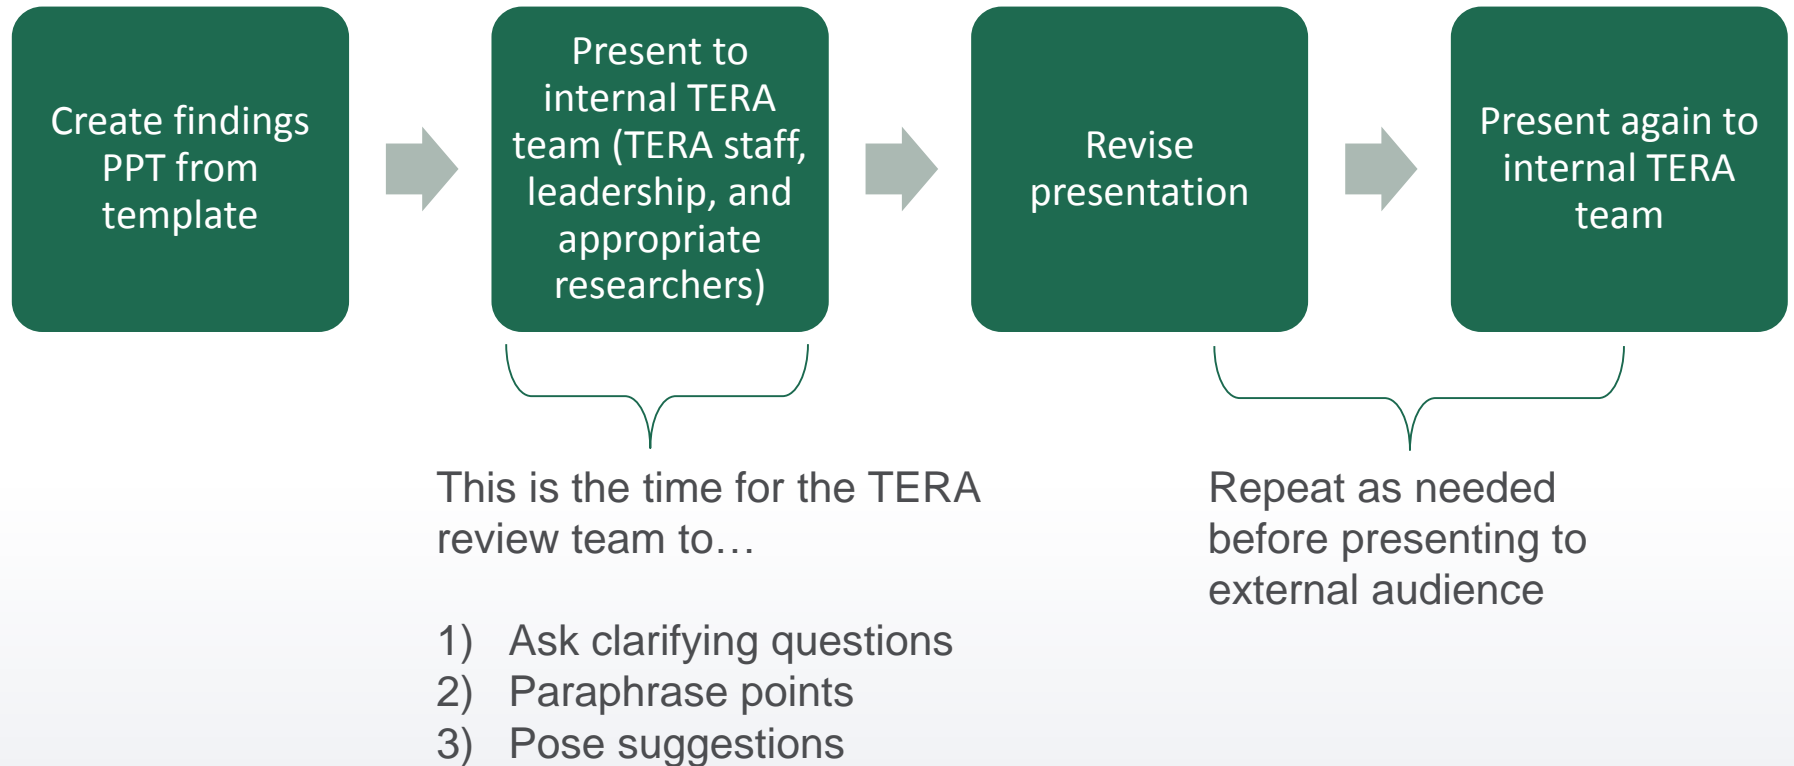 Create findings
PPT from
template
Present to
internal TERA
team (TERA staff,
leadership, and
appropriate
researchers)
Revise
presentation
Present again to
internal TERA
team
This is the time for the TERA
review team to…
1) Ask clarifying questions
2) Paraphrase points
3) Pose suggestions
Repeat as needed
before presenting to
external audience